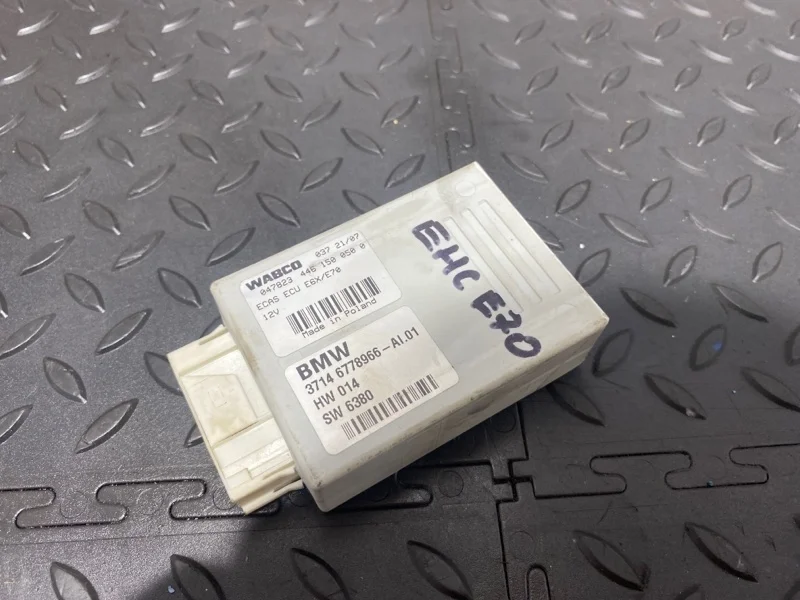 WABCO 037 21/07
047823 446 150 050 0
ECAS ECU E6X/E70
12V
Made in Poland
BMW
3714 6778966-AI.01
HW 014
SW 6380
EHC E70